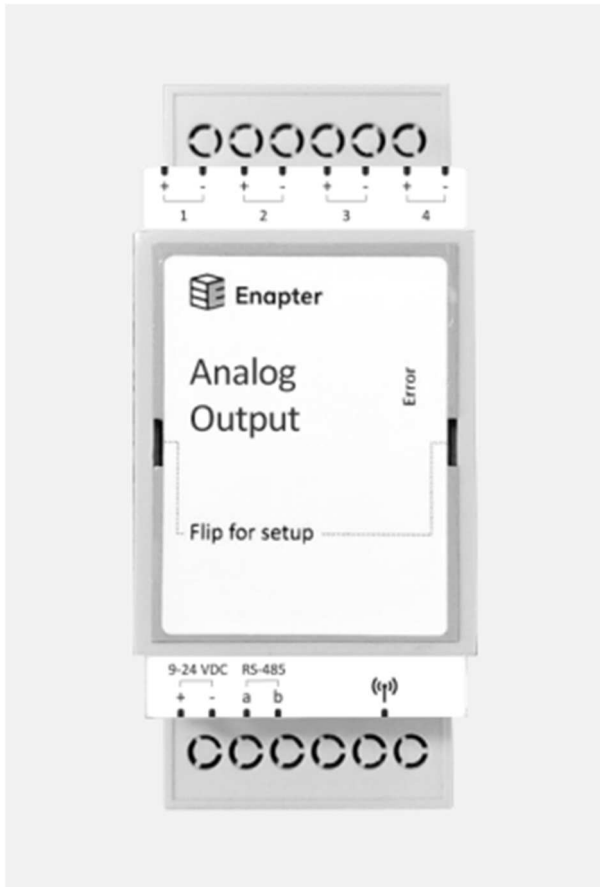 + - + - + - + -
1 2 3 4
Enapter
Analog
Output
Error
Flip for setup
9-24 VDC RS-485
+ - a b